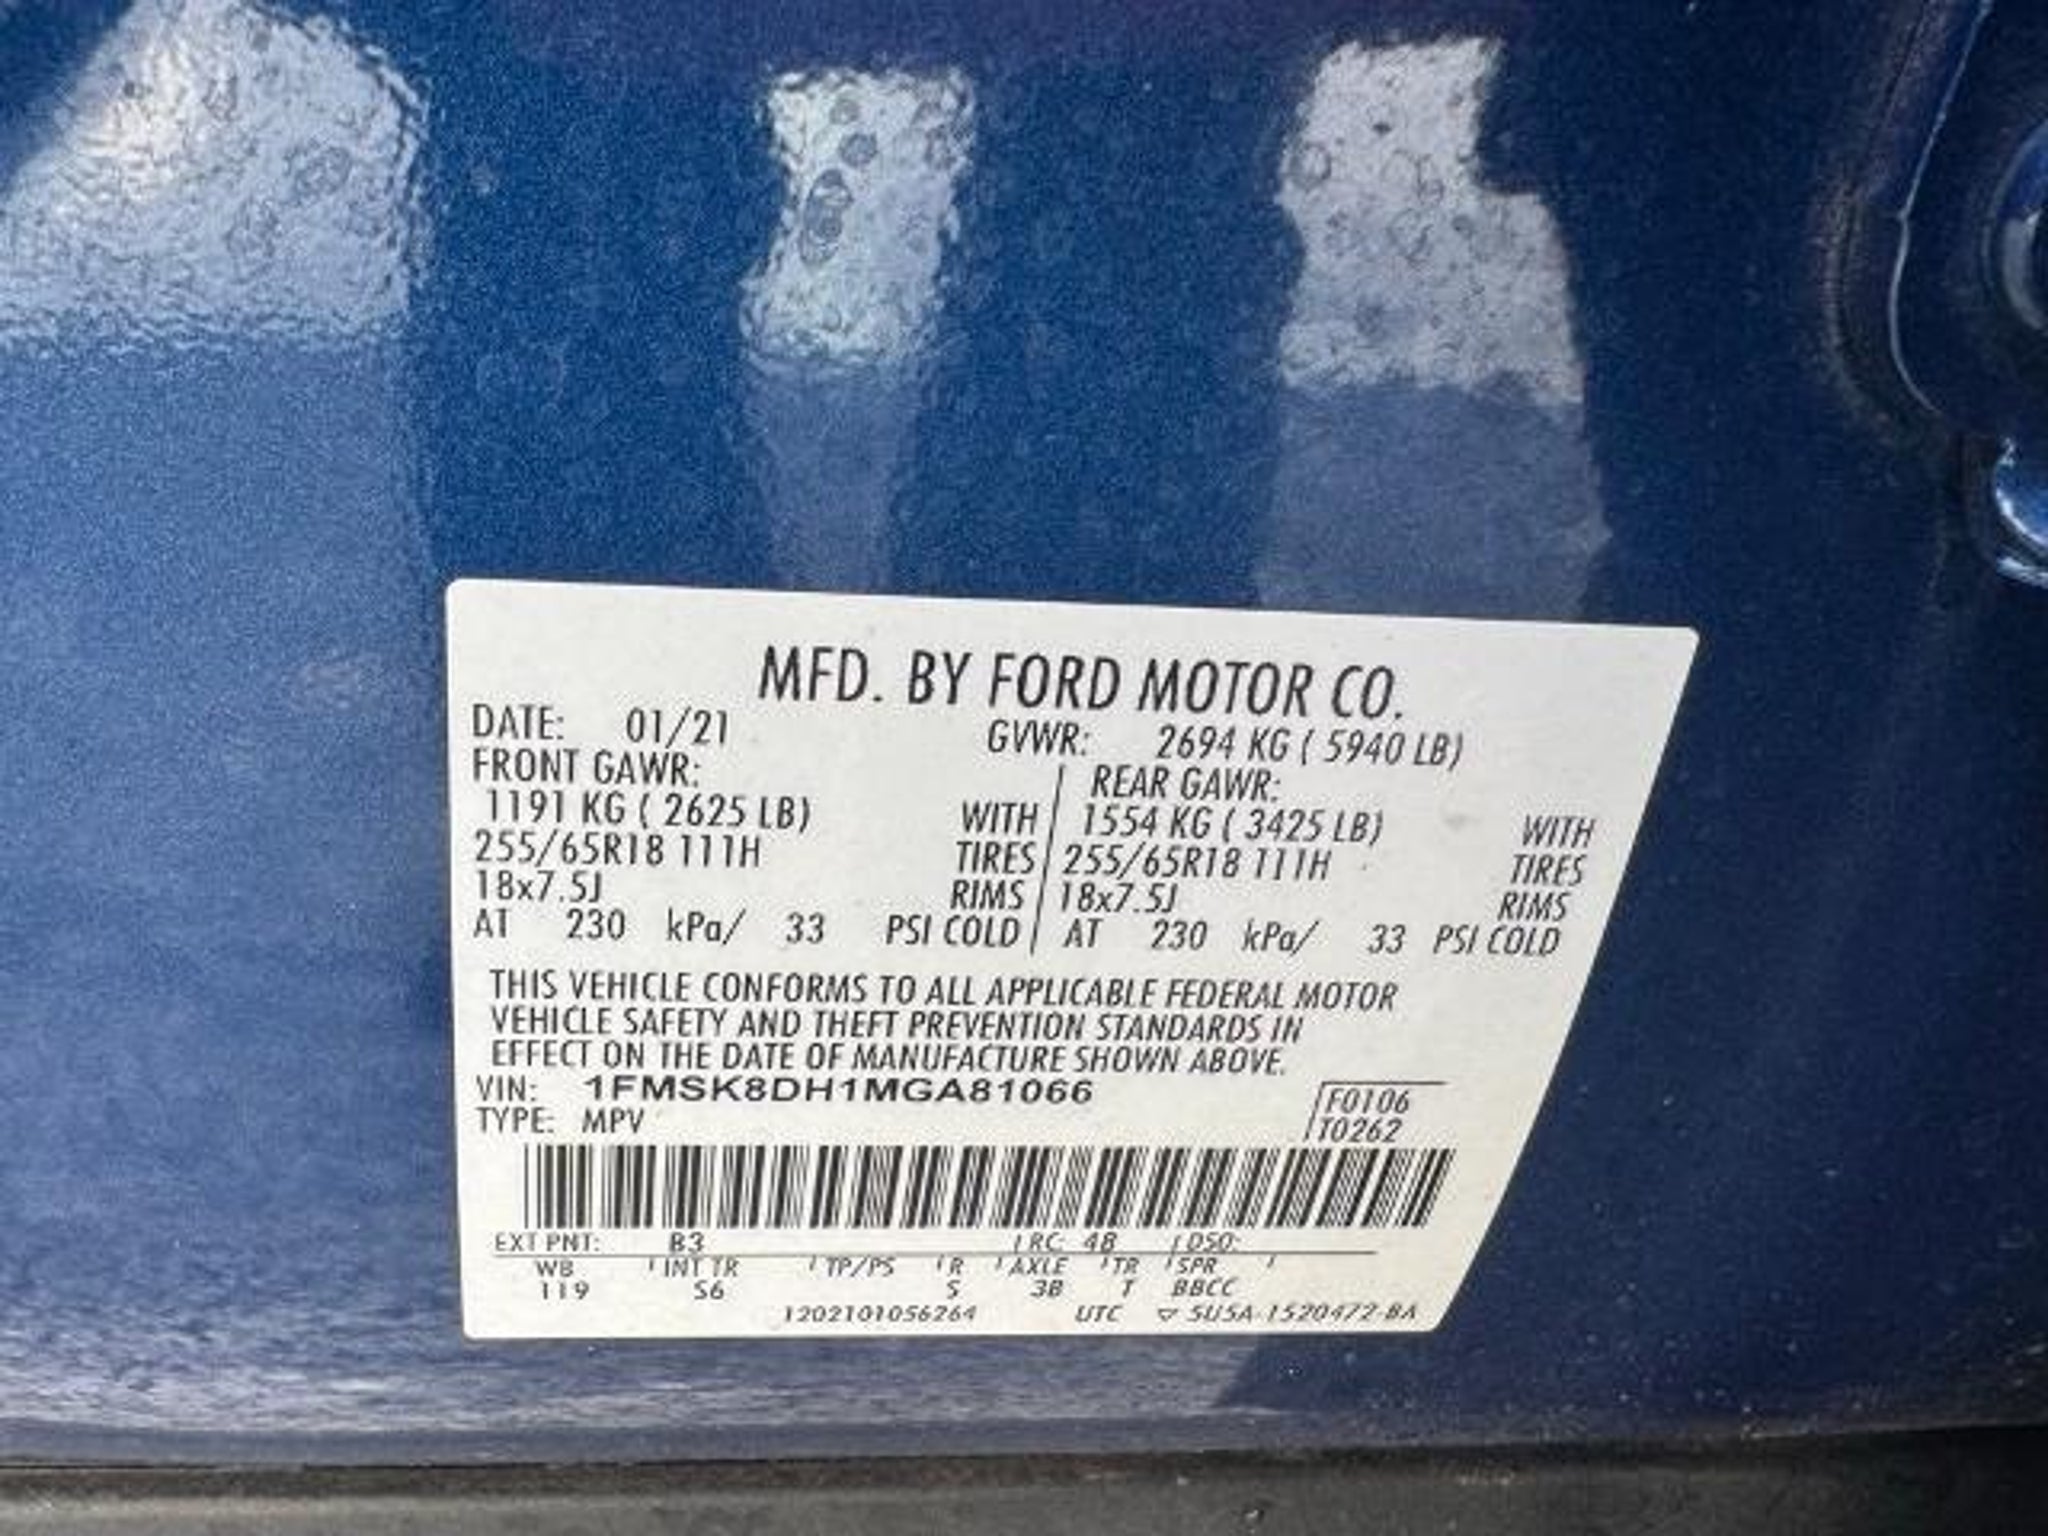 MFD. BY FORD MOTOR CO.
DATE: 01/21 GVWR: 2694 KG ( 5940 LB)
FRONT GAWR: REAR GAWR:
1191 KG ( 2625 LB) WITH 1554 KG ( 3425 LB) WITH
255/65R18 111H TIRES 255/65R18 111H TIRES
18x7.5J RIMS 18x7.5J RIMS
AT 230 kPa/ 33 PSI COLD AT 230 kPa/ 33 PSI COLD
THIS VEHICLE CONFORMS TO ALL APPLICABLE FEDERAL MOTOR
VEHICLE SAFETY AND THEFT PREVENTION STANDARDS IN
EFFECT ON THE DATE OF MANUFACTURE SHOWN ABOVE.
VIN: 1FMSK8DH1MGA81066 F0106
TYPE: MPV T0262
EXT PNT: B3 RC: 48 DSO:
WB INT TR TP/PS R AXLE TR SPR
119 S6 S 3B T BBCC
1202101056264 UTC ▽ 5U5A-1520472-BA